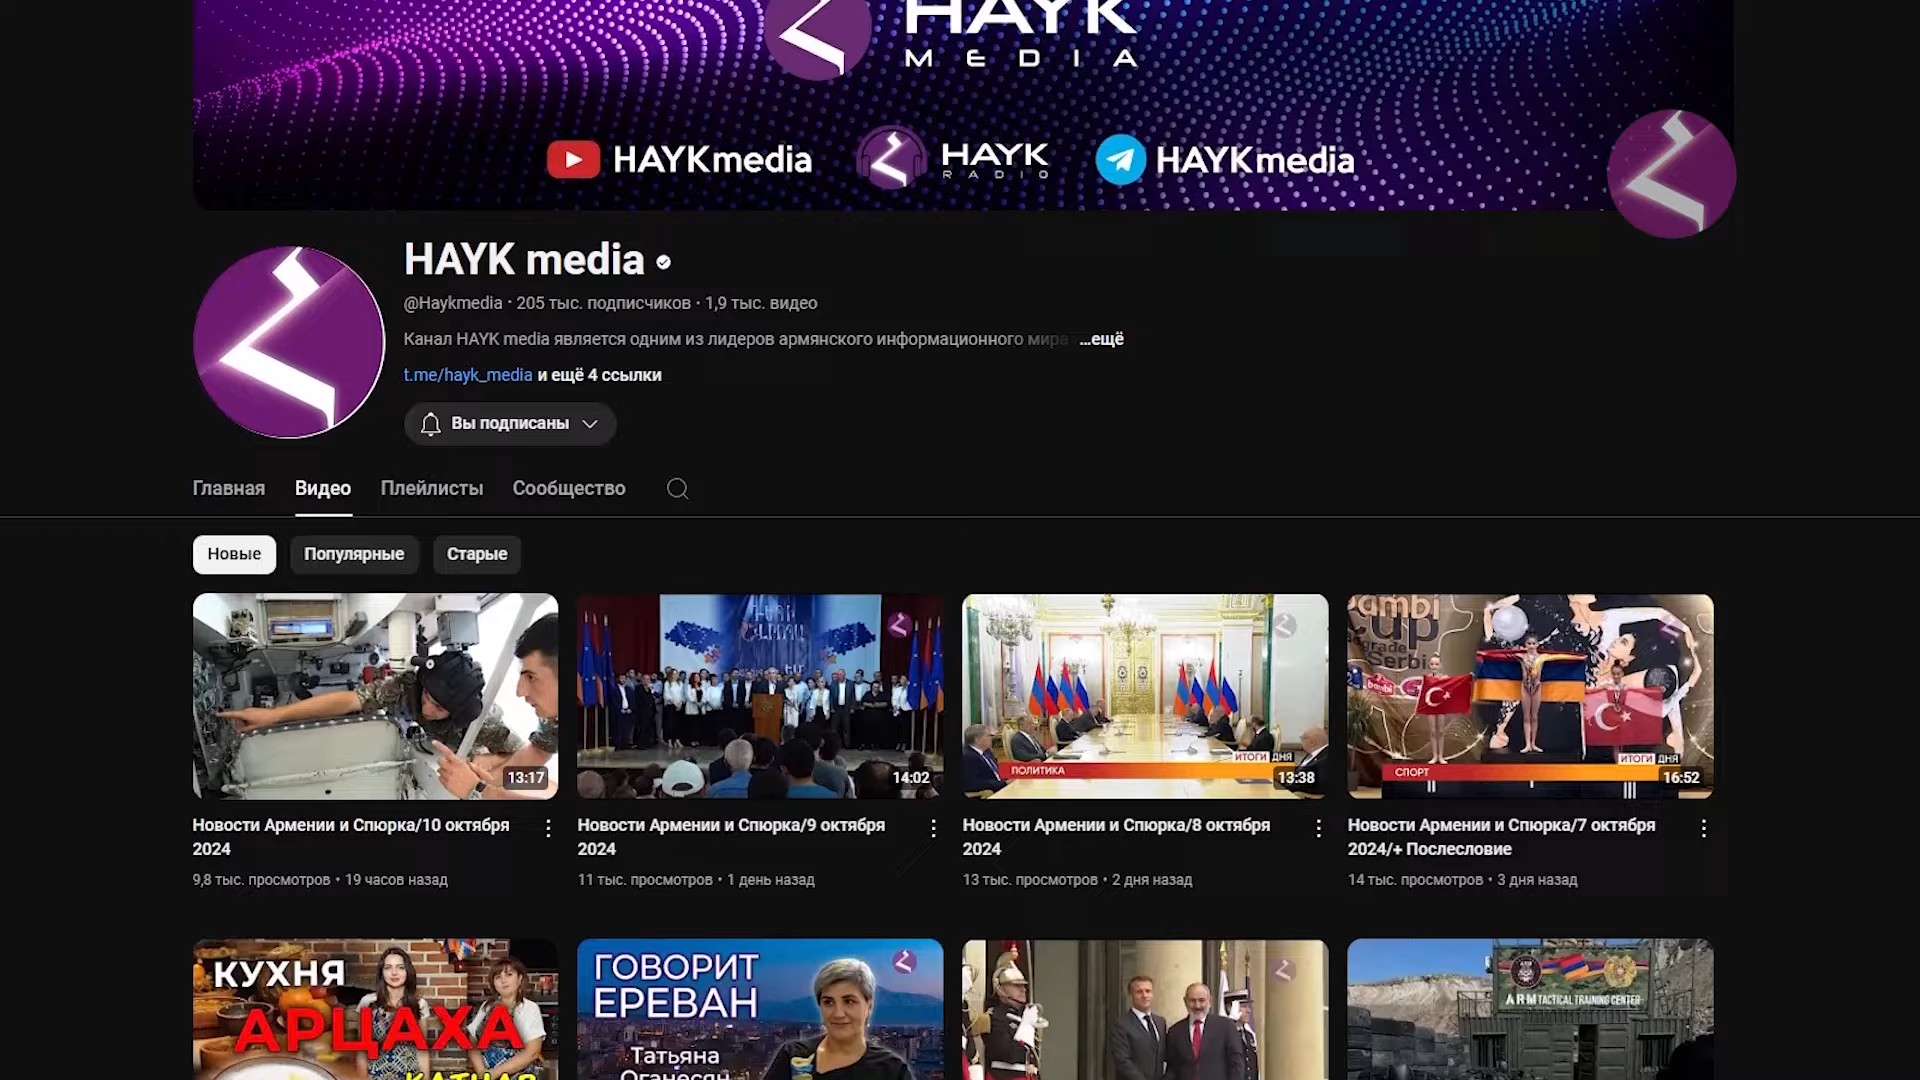 HAYK
MEDIA
HAYKmedia
HAYK
RADIO
HAYKmedia
HAYK media
@Haykmedia · 205 тыс. подписчиков · 1,9 тыс. видео
Канал HAYK media является одним из лидеров армянского информационного мира ...ещё
t.me/hayk_media и ещё 4 ссылки
Вы подписаны
Главная Видео Плейлисты Сообщество
Новые Популярные Старые
13:17
14:02
ПОЛИТИКА
ИТОГИ ДНЯ
13:38
bambi
cup
Serbia
bambi
СПОРТ
ИТОГИ ДНЯ
16:52
Новости Армении и Спюрка/10 октября
2024
9,8 тыс. просмотров • 19 часов назад
Новости Армении и Спюрка/9 октября
2024
11 тыс. просмотров • 1 день назад
Новости Армении и Спюрка/8 октября
2024
13 тыс. просмотров • 2 дня назад
Новости Армении и Спюрка/7 октября
2024/+ Послесловие
14 тыс. просмотров • 3 дня назад
КУХНЯ
АРЦАХА
ГОВОРИТ
ЕРЕВАН
Татьяна
Оганесян
ARM TACTICAL TRAINING CENTER